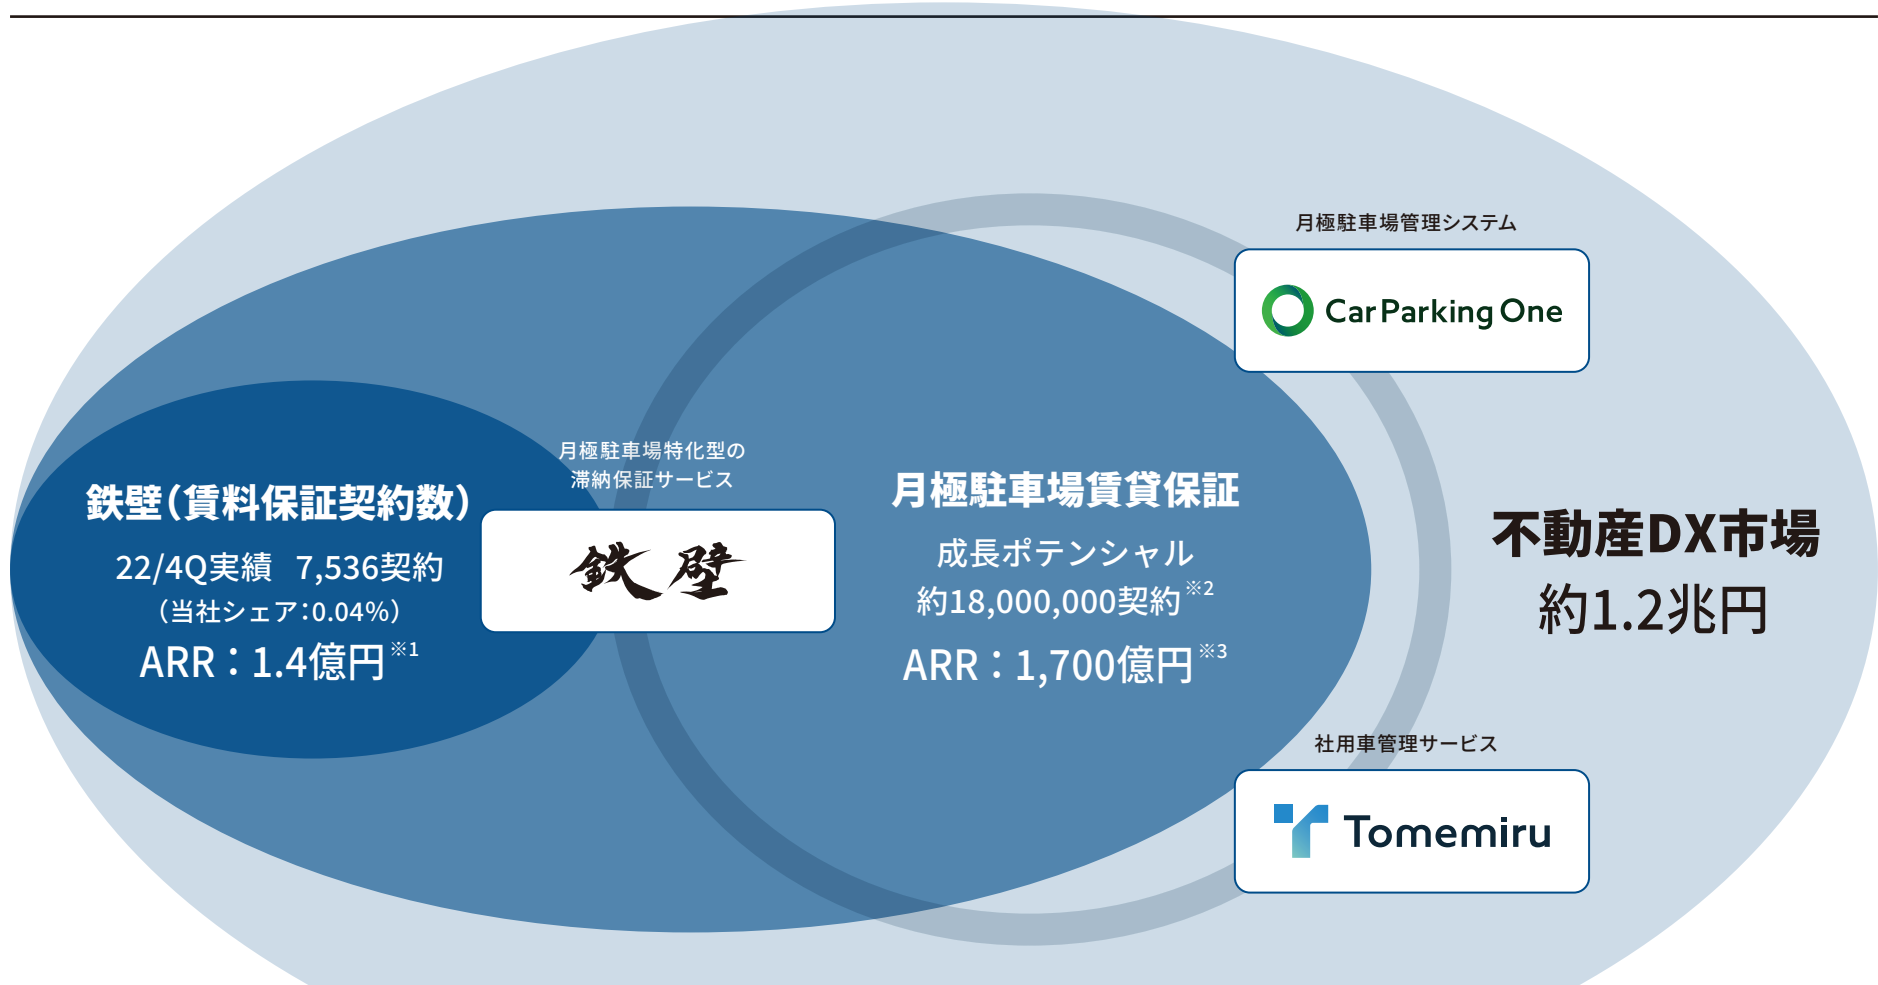 鉄壁（賃料保証契約数）
22/4Q実績 7,536契約
（当社シェア：0.04%）
ARR：1.4億円※1
月極駐車場特化型の
滞納保証サービス
鉄壁
月極駐車場賃貸保証
成長ポテンシャル
約18,000,000契約※2
ARR：1,700億円※3
月極駐車場管理システム
CarParking One
社用車管理サービス
Tomemiru
不動産DX市場
約1.2兆円